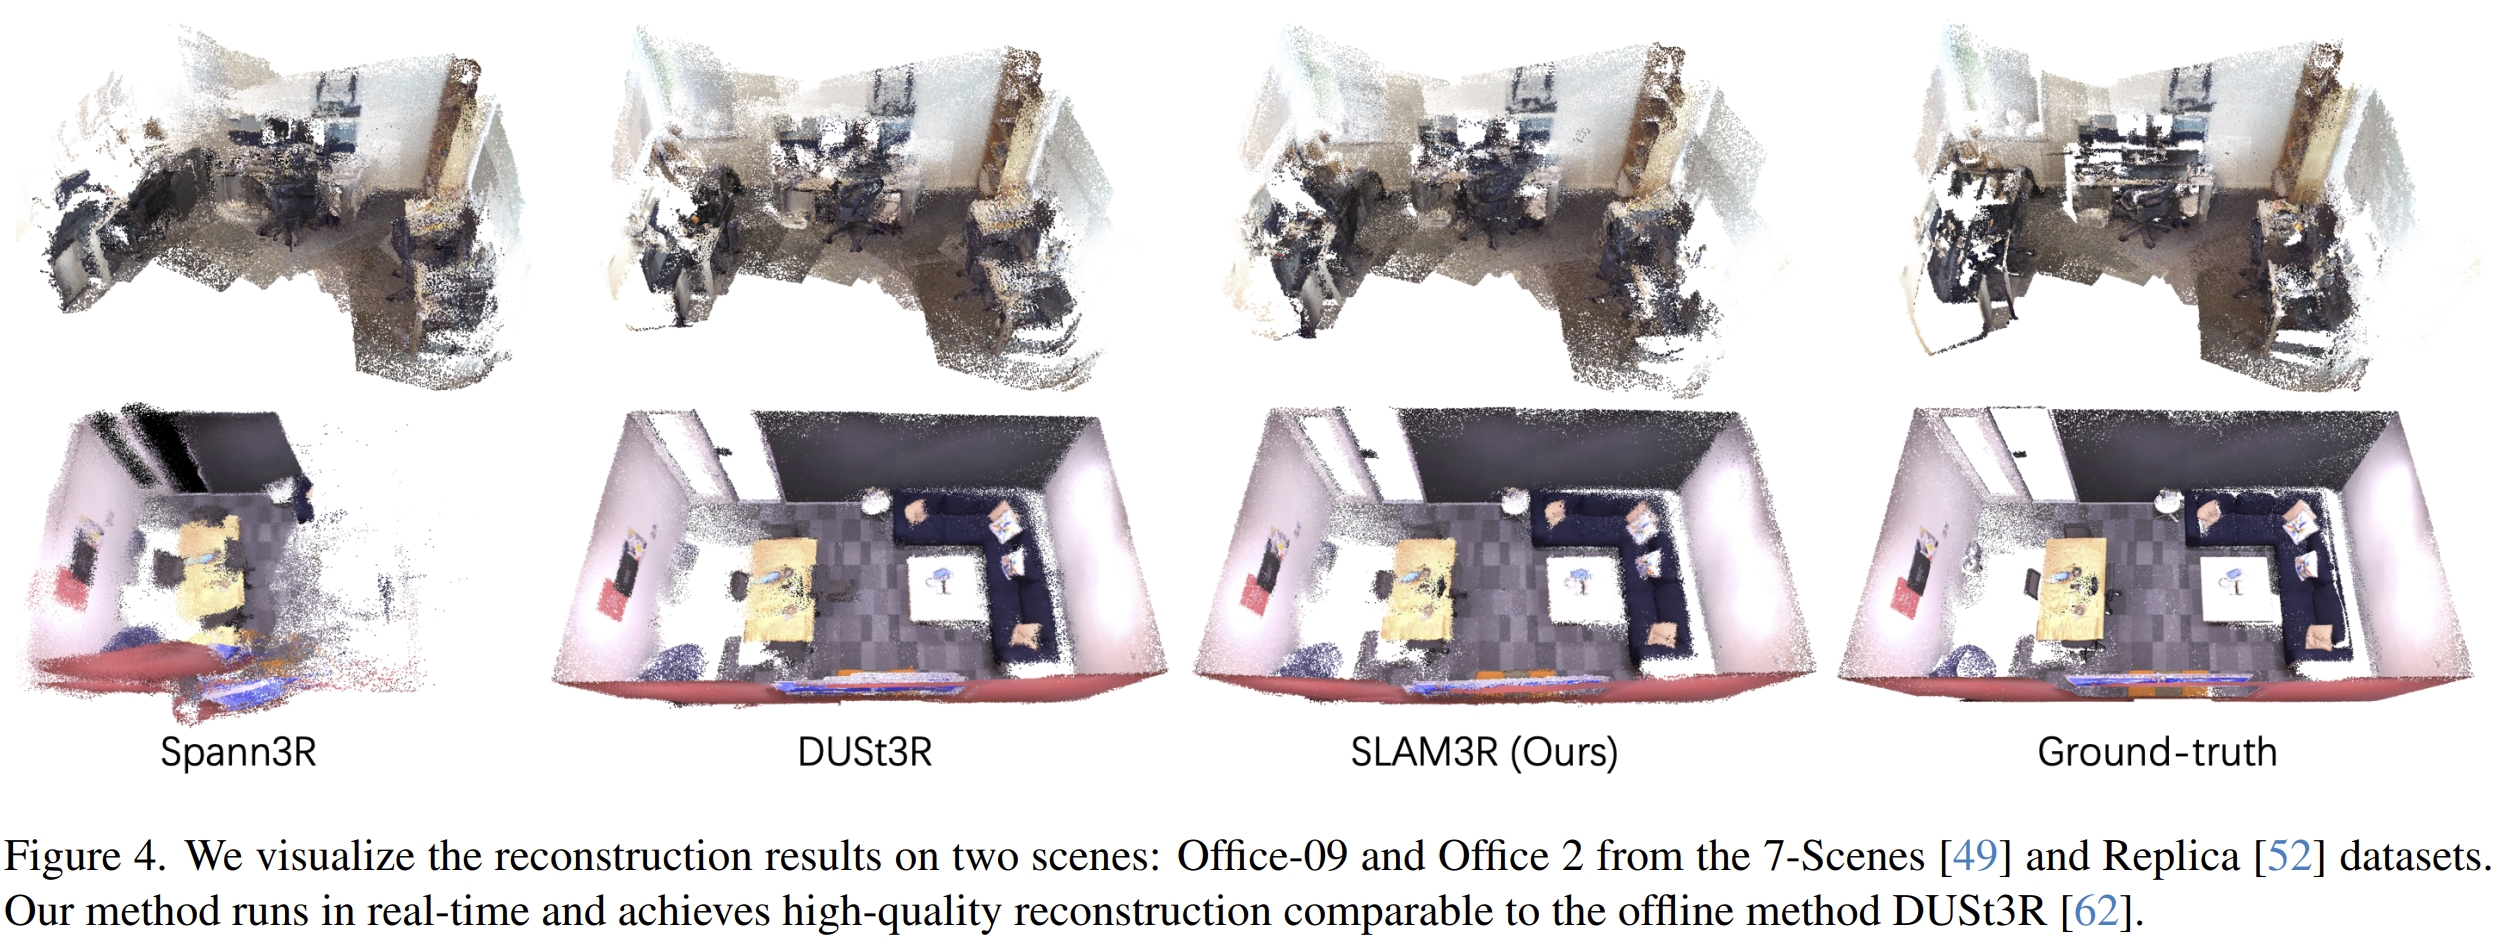 Spann3R DUSt3R SLAM3R (Ours) Ground-truth
Figure 4. We visualize the reconstruction results on two scenes: Office-09 and Office 2 from the 7-Scenes [49] and Replica [52] datasets.
Our method runs in real-time and achieves high-quality reconstruction comparable to the offline method DUSt3R [62].